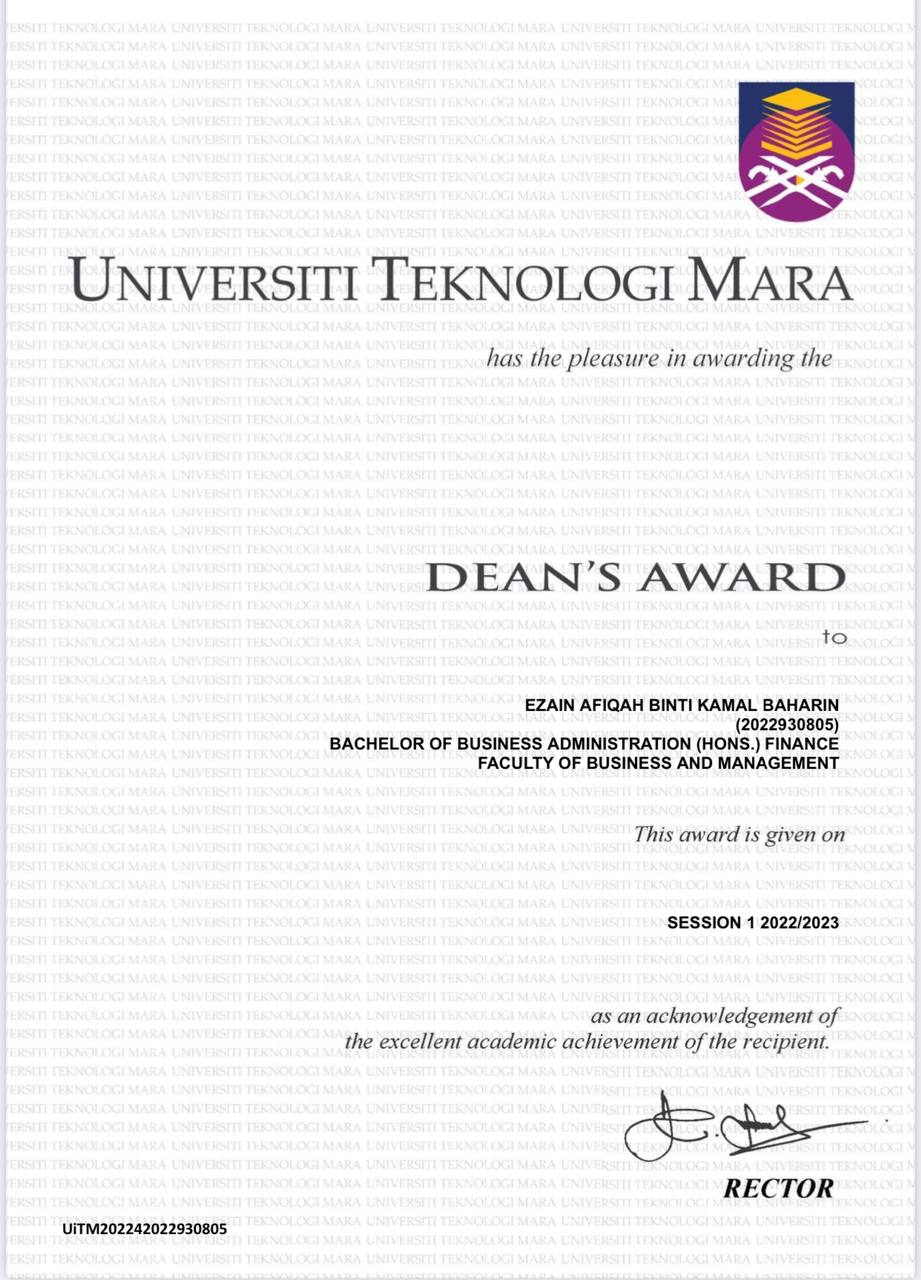 UNIVERSITI TEKNOLOGI MARA
has the pleasure in awarding the
DEAN'S AWARD
to
EZAIN AFIQAH BINTI KAMAL BAHARIN
(2022930805)
BACHELOR OF BUSINESS ADMINISTRATION (HONS.) FINANCE
FACULTY OF BUSINESS AND MANAGEMENT
This award is given on
SESSION 1 2022/2023
as an acknowledgement of
the excellent academic achievement of the recipient.
RECTOR
UiTM202242022930805